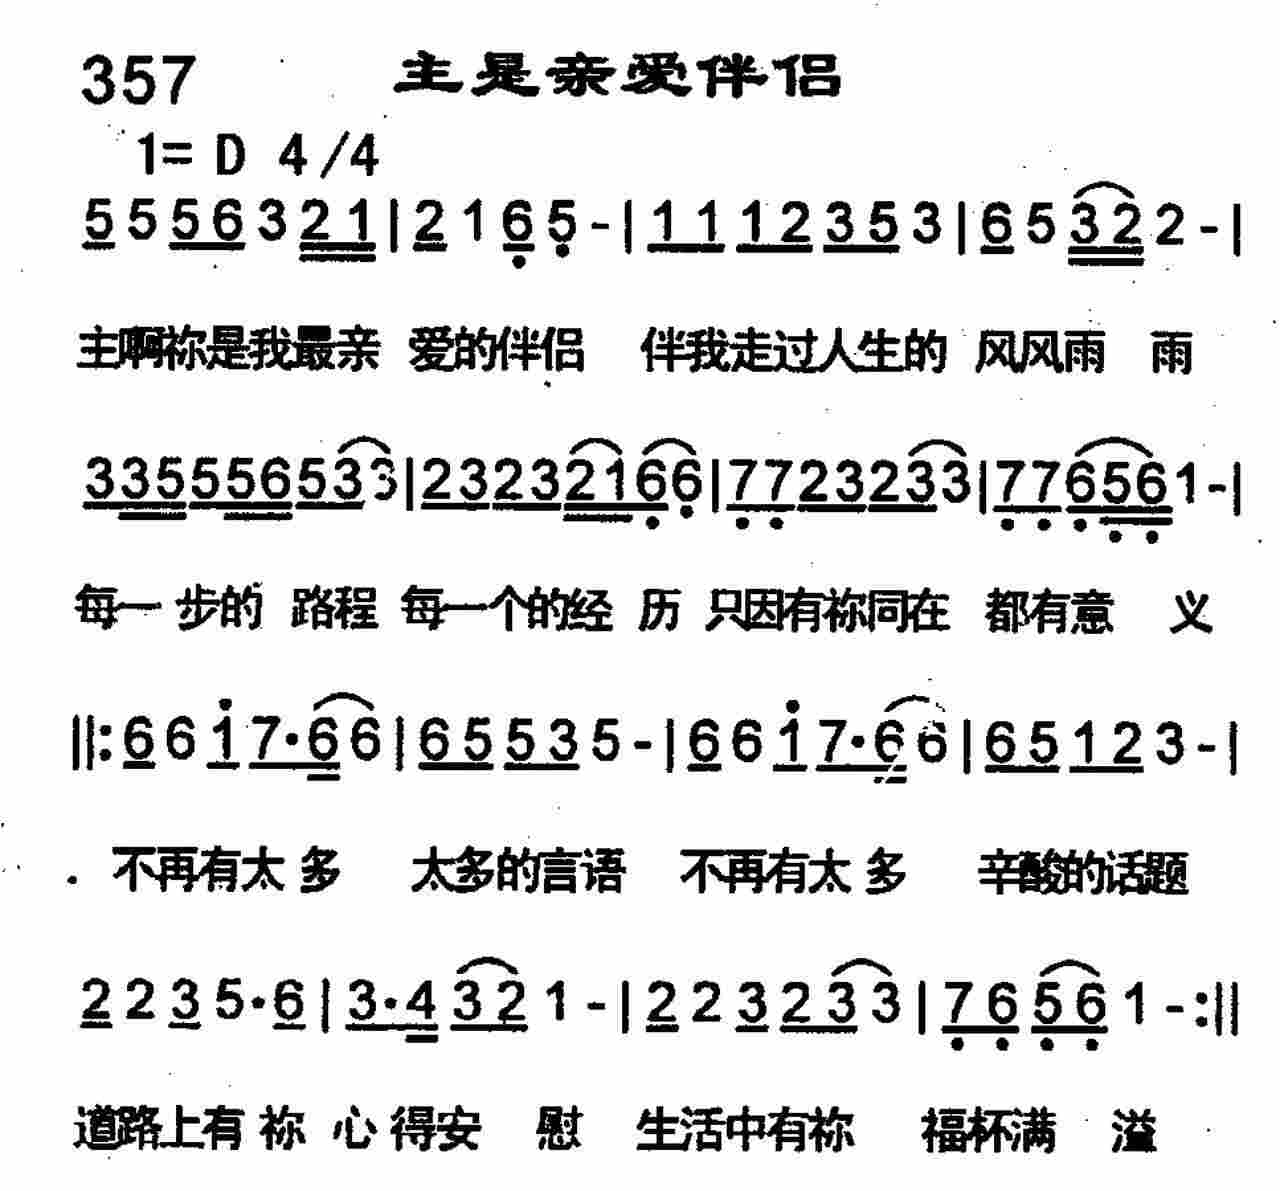 357 主是亲爱伴侣
1= D 4/4
5 5 5 6 3 2 1 | 2 1 6 5 - | 1 1 1 2 3 5 3 | 6 5 3 2 2 - |
主啊祢是我最亲 爱的伴侣 伴我走过人生的 风风雨 雨
3 3 5 5 5 6 5 3 3 | 2 3 2 3 2 1 6 6 | 7 7 2 3 2 3 3 | 7 7 6 5 6 1 - |
每一 步的 路程 每一个的经 历 只因有祢同在 都有意 义
||: 6 6 1 7 · 6 6 | 6 5 5 3 5 - | 6 6 1 7 · 6 6 | 6 5 1 2 3 - |
不再有太 多 太多的言语 不再有太 多 辛酸的话题
2 2 3 5 · 6 | 3 · 4 3 2 1 - | 2 2 3 2 3 3 | 7 6 5 6 1 - :||
道路上有 祢 心 得安 慰 生活中有祢 福杯满 溢